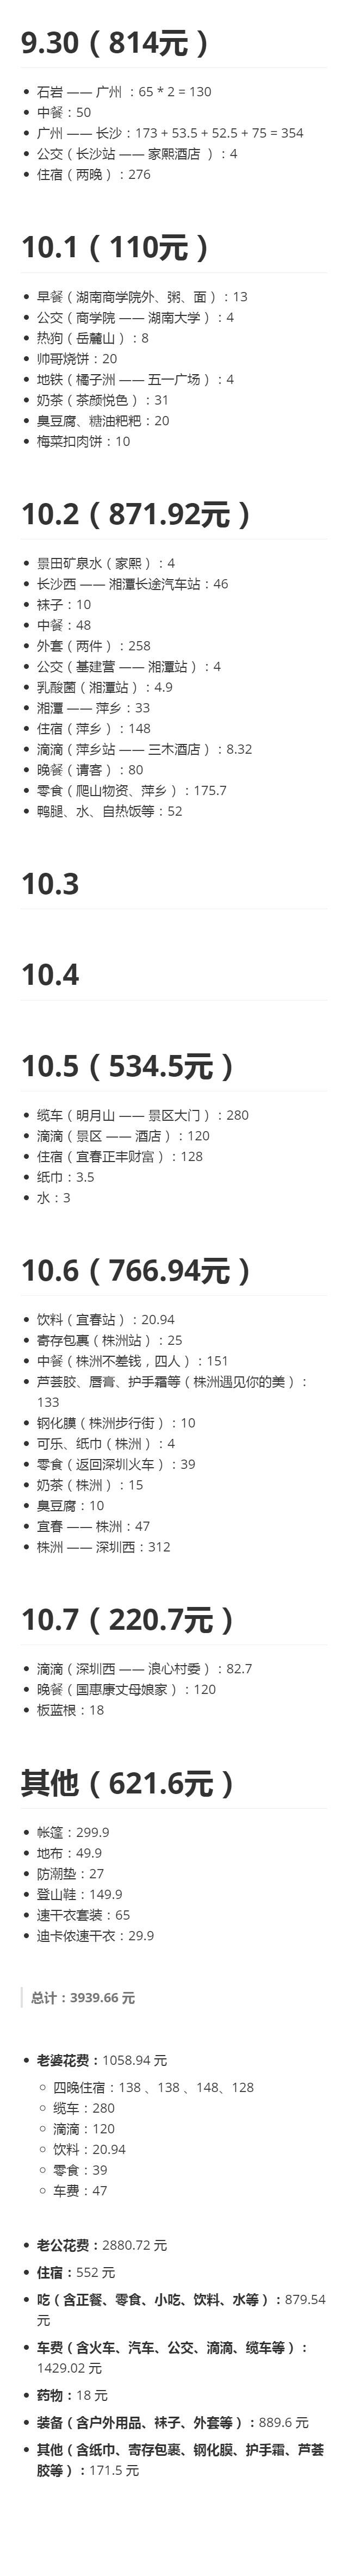 9.30（814元）
石岩 —— 广州 ：65 * 2 = 130
中餐：50
广州 —— 长沙：173 + 53.5 + 52.5 + 75 = 354
公交（长沙站 —— 家熙酒店 ）：4
住宿（两晚）：276
10.1（110元）
早餐（湖南商学院外、粥、面）：13
公交（商学院 —— 湖南大学）：4
热狗（岳麓山）：8
帅哥烧饼：20
地铁（橘子洲 —— 五一广场）：4
奶茶（茶颜悦色）：31
臭豆腐、糖油粑粑：20
梅菜扣肉饼：10
10.2（871.92元）
景田矿泉水（家熙）：4
长沙西 —— 湘潭长途汽车站：46
袜子：10
中餐：48
外套（两件）：258
公交（基建营 —— 湘潭站）：4
乳酸菌（湘潭站）：4.9
湘潭 —— 萍乡：33
住宿（萍乡）：148
滴滴（萍乡站 —— 三木酒店）：8.32
晚餐（请客）：80
零食（爬山物资、萍乡）：175.7
鸭腿、水、自热饭等：52
10.3
10.4
10.5（534.5元）
缆车（明月山 —— 景区大门）：280
滴滴（景区 —— 酒店）：120
住宿（宜春正丰财富）：128
纸巾：3.5
水：3
10.6（766.94元）
饮料（宜春站）：20.94
寄存包裹（株洲站）：25
中餐（株洲不差钱，四人）：151
芦荟胶、唇膏、护手霜等（株洲遇见你的美）：
133
钢化膜（株洲步行街）：10
可乐、纸巾（株洲）：4
零食（返回深圳火车）：39
奶茶（株洲）：15
臭豆腐：10
宜春 —— 株洲：47
株洲 —— 深圳西：312
10.7（220.7元）
滴滴（深圳西 —— 浪心村委）：82.7
晚餐（国惠康丈母娘家）：120
板蓝根：18
其他（621.6元）
帐篷：299.9
地布：49.9
防潮垫：27
登山鞋：149.9
速干衣套装：65
迪卡侬速干衣：29.9
总计：3939.66 元
老婆花费：1058.94 元
四晚住宿：138 、138 、148、128
缆车：280
滴滴：120
饮料：20.94
零食：39
车费：47
老公花费：2880.72 元
住宿：552 元
吃（含正餐、零食、小吃、饮料、水等）：879.54
元
车费（含火车、汽车、公交、滴滴、缆车等）：
1429.02 元
药物：18 元
装备（含户外用品、袜子、外套等）：889.6 元
其他（含纸巾、寄存包裹、钢化膜、护手霜、芦荟
胶等）：171.5 元